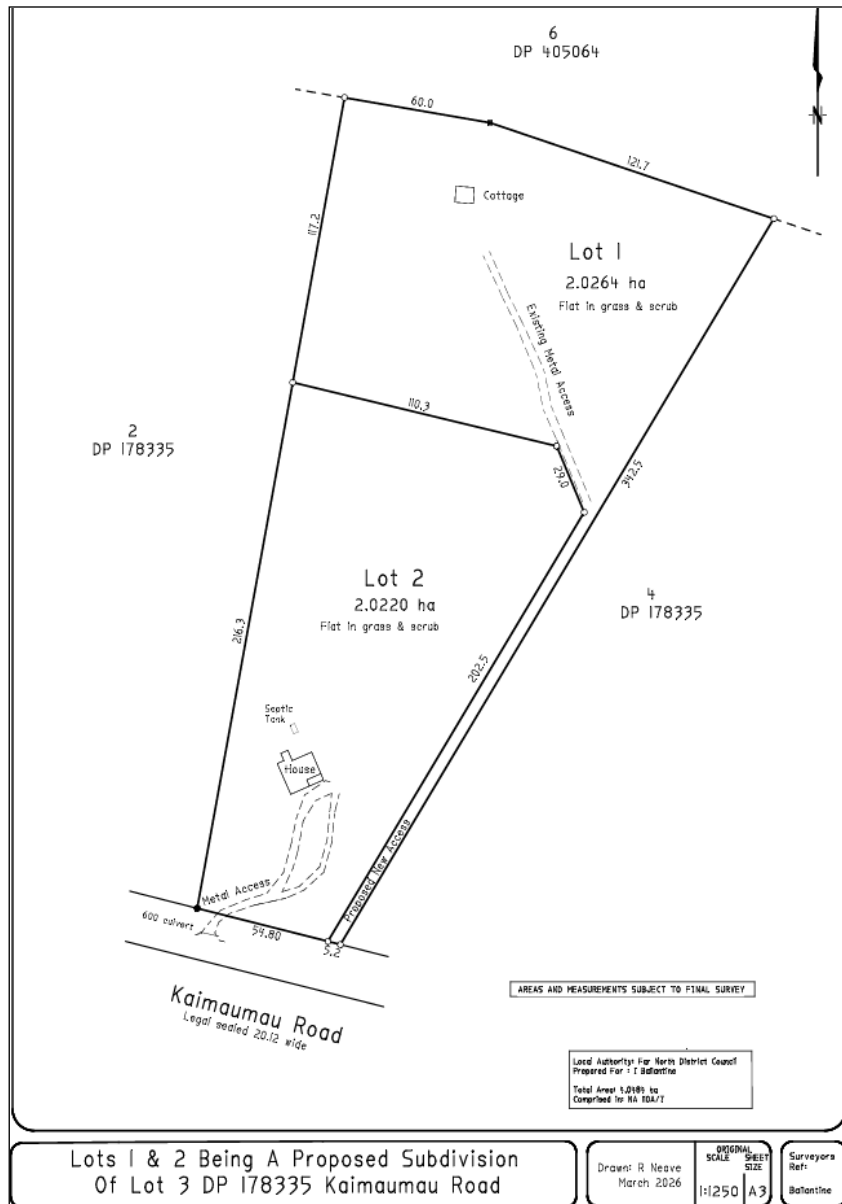 6
DP 405064
60.0
121.7
N
Cottage
117.2
Lot 1
2.0264 ha
Flat in grass & scrub
Existing Metal Access
110.3
2
DP 178335
29.0
342.5
Lot 2
2.0220 ha
Flat in grass & scrub
4
DP 178335
216.3
202.5
Septic
Tank
House
Proposed New Access
Metal Access
600 culvert
54.80
5.2
Kaimaumau Road
Legal sealed 20.12 wide
AREAS AND MEASUREMENTS SUBJECT TO FINAL SURVEY
Local Authority: Far North District Council
Prepared For : I Ballantine
Total Area:
Comprised in: NA
Lots 1 & 2 Being A Proposed Subdivision
Of Lot 3 DP 178335 Kaimaumau Road
Drawn: R Neave
March 2026
ORIGINAL
SCALE SHEET
SIZE
1:1250 A3
Surveyors
Ref:
Ballantine